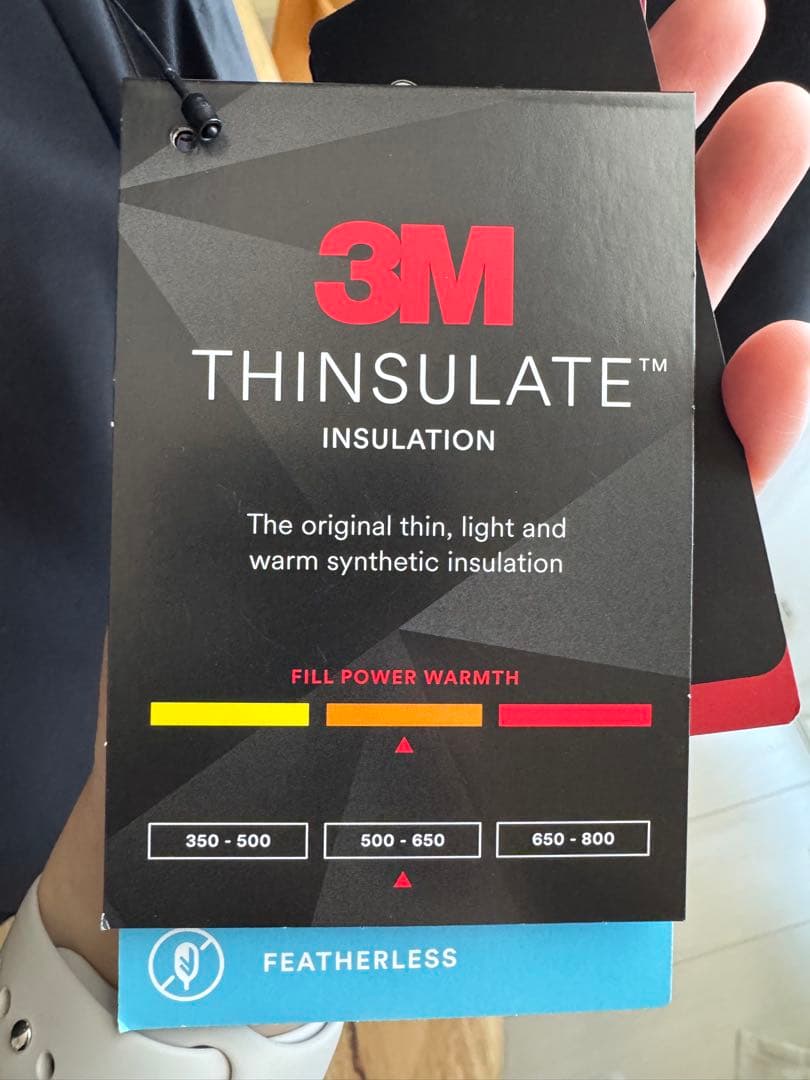 3M
THINSULATE™
INSULATION
The original thin, light and
warm synthetic insulation
FILL POWER WARMTH
350 - 500
500 - 650
650 - 800
FEATHERLESS